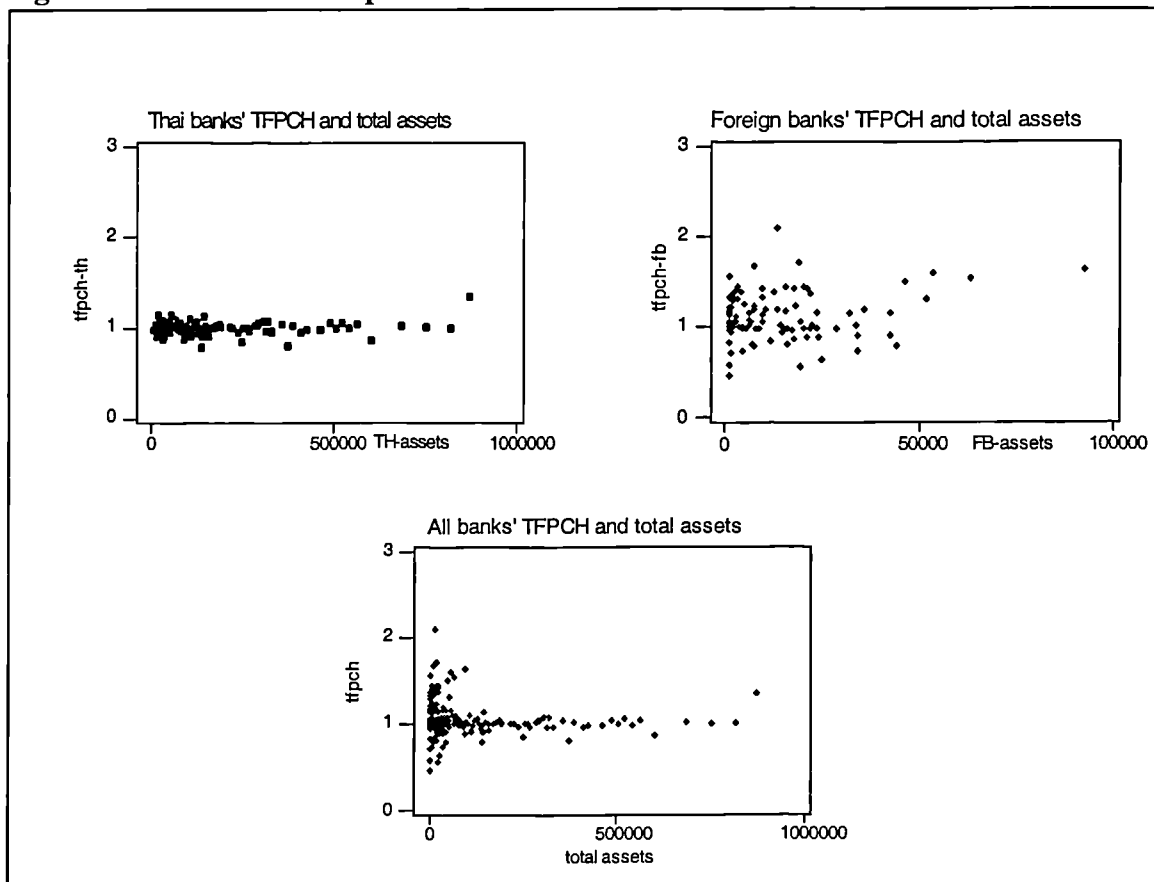 Thai banks' TFPCH and total assets
3
2
1
0
tfpch-th
0
500000
TH-assets
1000000
Foreign banks' TFPCH and total assets
3
2
1
0
tfpch-fb
0
50000
FB-assets
100000
All banks' TFPCH and total assets
3
2
1
0
tfpch
0
500000
1000000
total assets